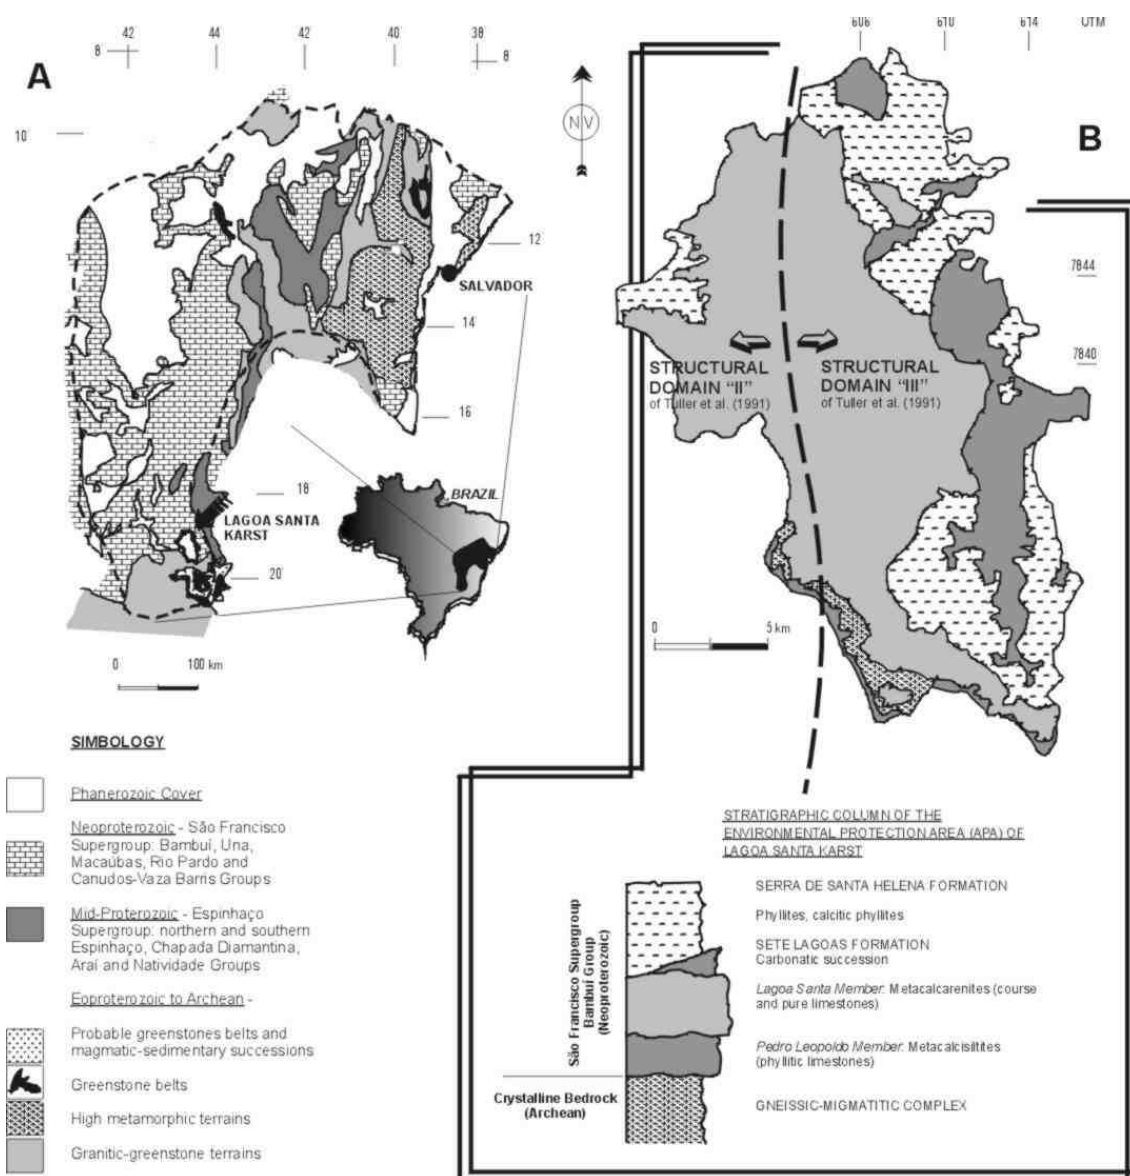 42
44
42
40
38
8
8
A
10
12
SALVADOR
14
16
18
LAGOA SANTA
KARST
20
BRAZIL
0
100 km
N V
606
610
614
UTM
B
7844
7840
STRUCTURAL
DOMAIN "II"
of Tuller et al. (1991)
STRUCTURAL
DOMAIN "III"
of Tuller et al. (1991)
0
5 km
SIMBOLOGY
Phanerozoic Cover
Neoproterozoic - São Francisco
Supergroup: Bambuí, Una,
Macaúbas, Rio Pardo and
Canudos-Vaza Barris Groups
Mid-Proterozoic - Espinhaço
Supergroup: northern and southern
Espinhaço, Chapada Diamantina,
Araí and Natividade Groups
Eoproterozoic to Archean -
Probable greenstones belts and
magmatic-sedimentary successions
Greenstone belts
High metamorphic terrains
Granitic-greenstone terrains
STRATIGRAPHIC COLUMN OF THE
ENVIRONMENTAL PROTECTION AREA (APA) OF
LAGOA SANTA KARST
SERRA DE SANTA HELENA FORMATION
Phyllites, calcitic phyllites
SETE LAGOAS FORMATION
Carbonatic succession
Lagoa Santa Member: Metacalcarenites (course
and pure limestones)
Pedro Leopoldo Member: Metacalcisiltites
(phyllitic limestones)
GNEISSIC-MIGMATITIC COMPLEX
São Francisco Supergroup
Bambuí Group
(Neoproterozoic)
Crystalline Bedrock
(Archean)